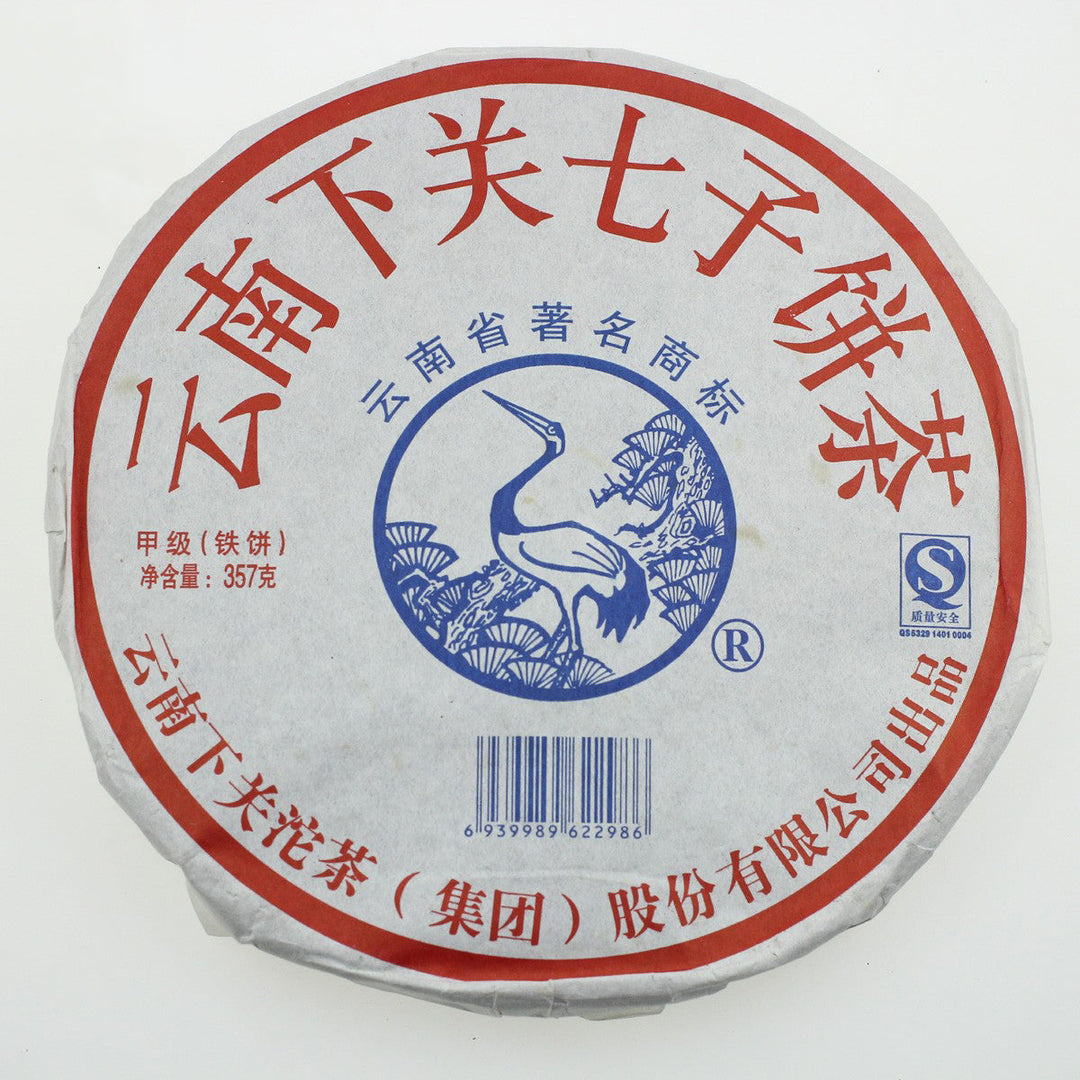 云南下关七子饼茶
云南省著名商标
甲级(铁饼)
净含量:357克
质量安全
QS5329 1401 0004
®
6 939989 622986
云南下关沱茶(集团)股份有限公司出品